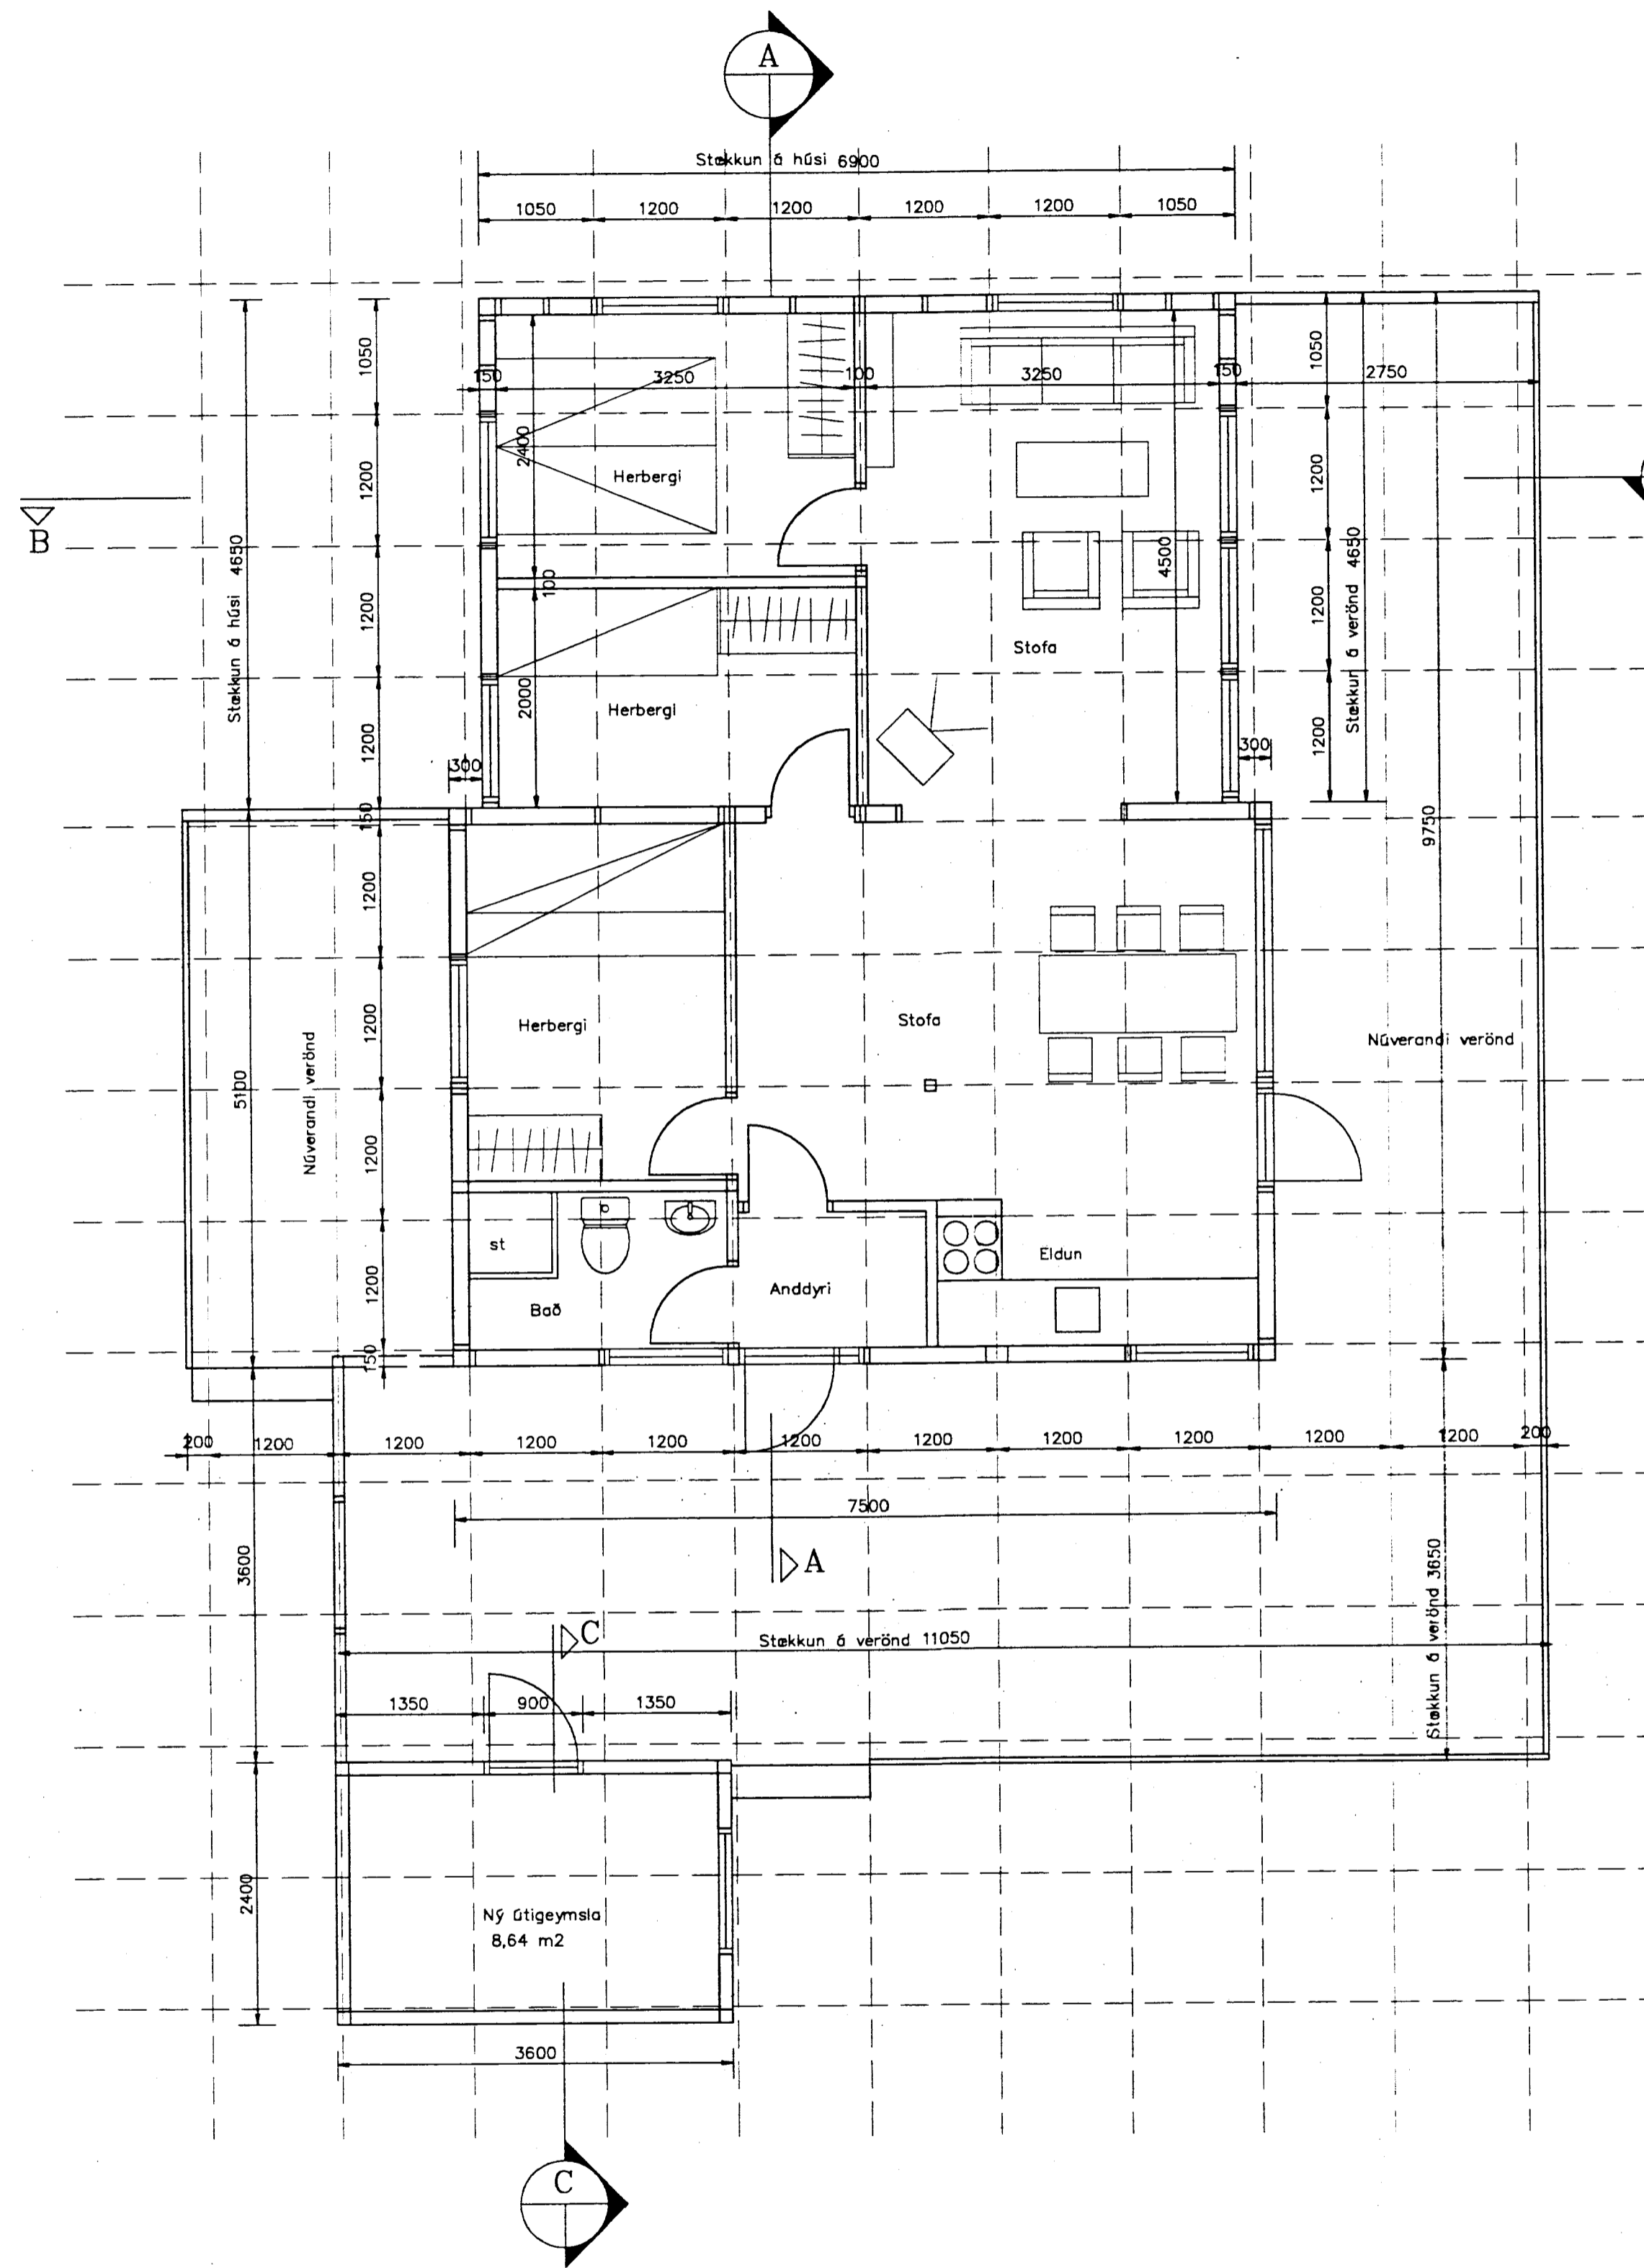 A
Stækkun á húsi 6900
1050 1200 1200 1200 1200 1050
150 3250 100 3250 150 2750
1050
1200
1200
1200
Stækkun á húsi 4650
2400
100
2000
4500
1050
1200
1200
1200
Stækkun á verönd 4650
9750
B
Herbergi
Herbergi
Stofa
300
300
150
1200
1200
1200
1200
150
5100
Núverandi verönd
Herbergi
Stofa
Núverandi verönd
st
Bað
Anddyri
Eldun
200 1200 1200 1200 1200 1200 1200 1200 1200 1200 1200 200
7500
A
3600
Stækkun á verönd 3650
C
Stækkun á verönd 11050
1350 900 1350
2400
Ný útigeymsla
8,64 m2
3600
C